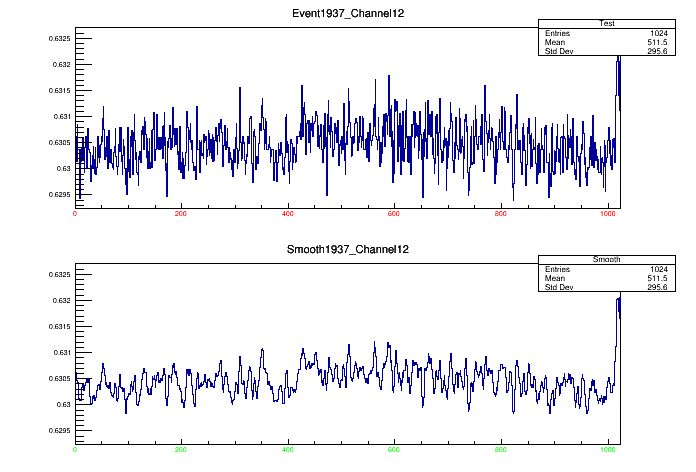 Event1937_Channel12
Test
Entries 1024
Mean 511.5
Std Dev 295.6
0.6325
0.632
0.6315
0.631
0.6305
0.63
0.6295
0 200 400 600 800 1000
Smooth1937_Channel12
Smooth
Entries 1024
Mean 511.5
Std Dev 295.6
0.6325
0.632
0.6315
0.631
0.6305
0.63
0.6295
0 200 400 600 800 1000